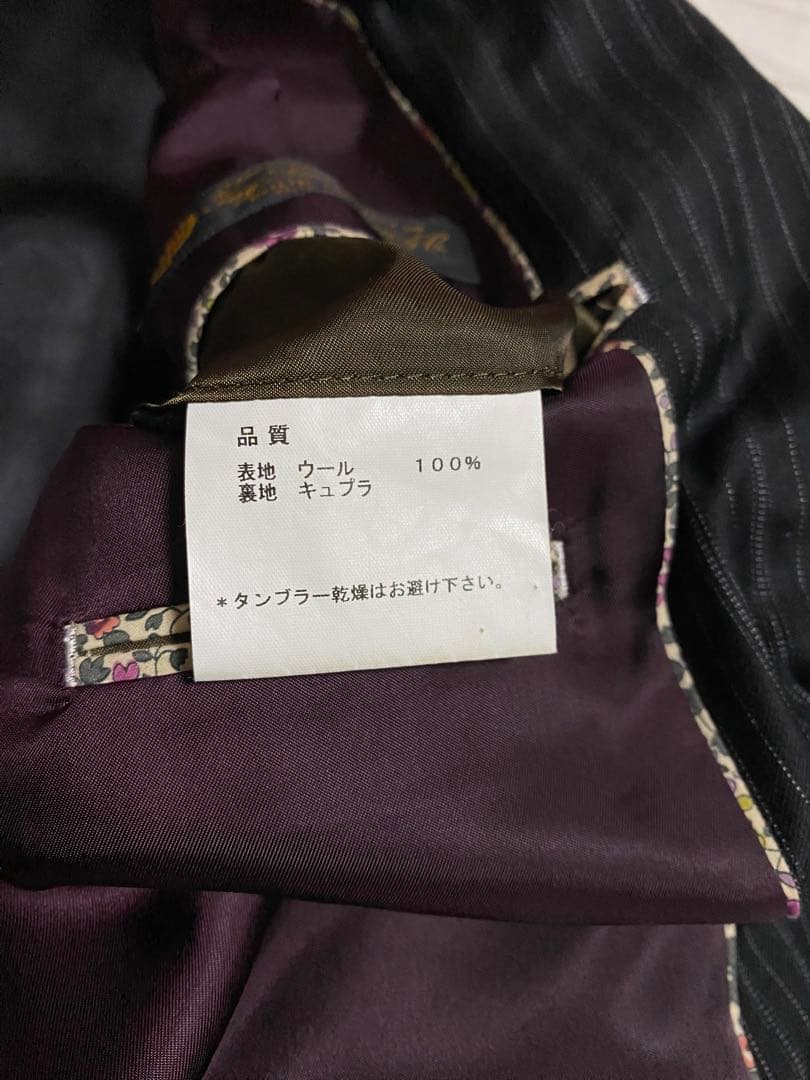 品質
表地 ウール 100%
裏地 キュプラ
*タンブラー乾燥はお避け下さい。